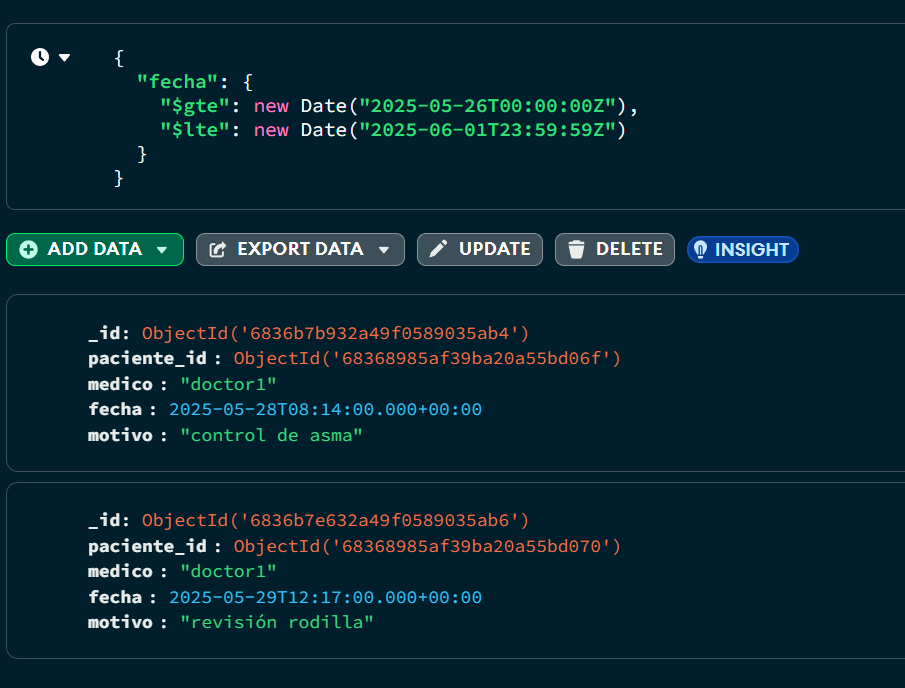 {
"fecha": {
"$gte": new Date("2025-05-26T00:00:00Z"),
"$lte": new Date("2025-06-01T23:59:59Z")
}
}
ADD DATA EXPORT DATA UPDATE DELETE INSIGHT
_id: ObjectId('6836b7b932a49f0589035ab4')
paciente_id : ObjectId('68368985af39ba20a55bd06f')
medico : "doctor1"
fecha : 2025-05-28T08:14:00.000+00:00
motivo : "control de asma"
_id: ObjectId('6836b7e632a49f0589035ab6')
paciente_id : ObjectId('68368985af39ba20a55bd070')
medico : "doctor1"
fecha : 2025-05-29T12:17:00.000+00:00
motivo : "revisión rodilla"